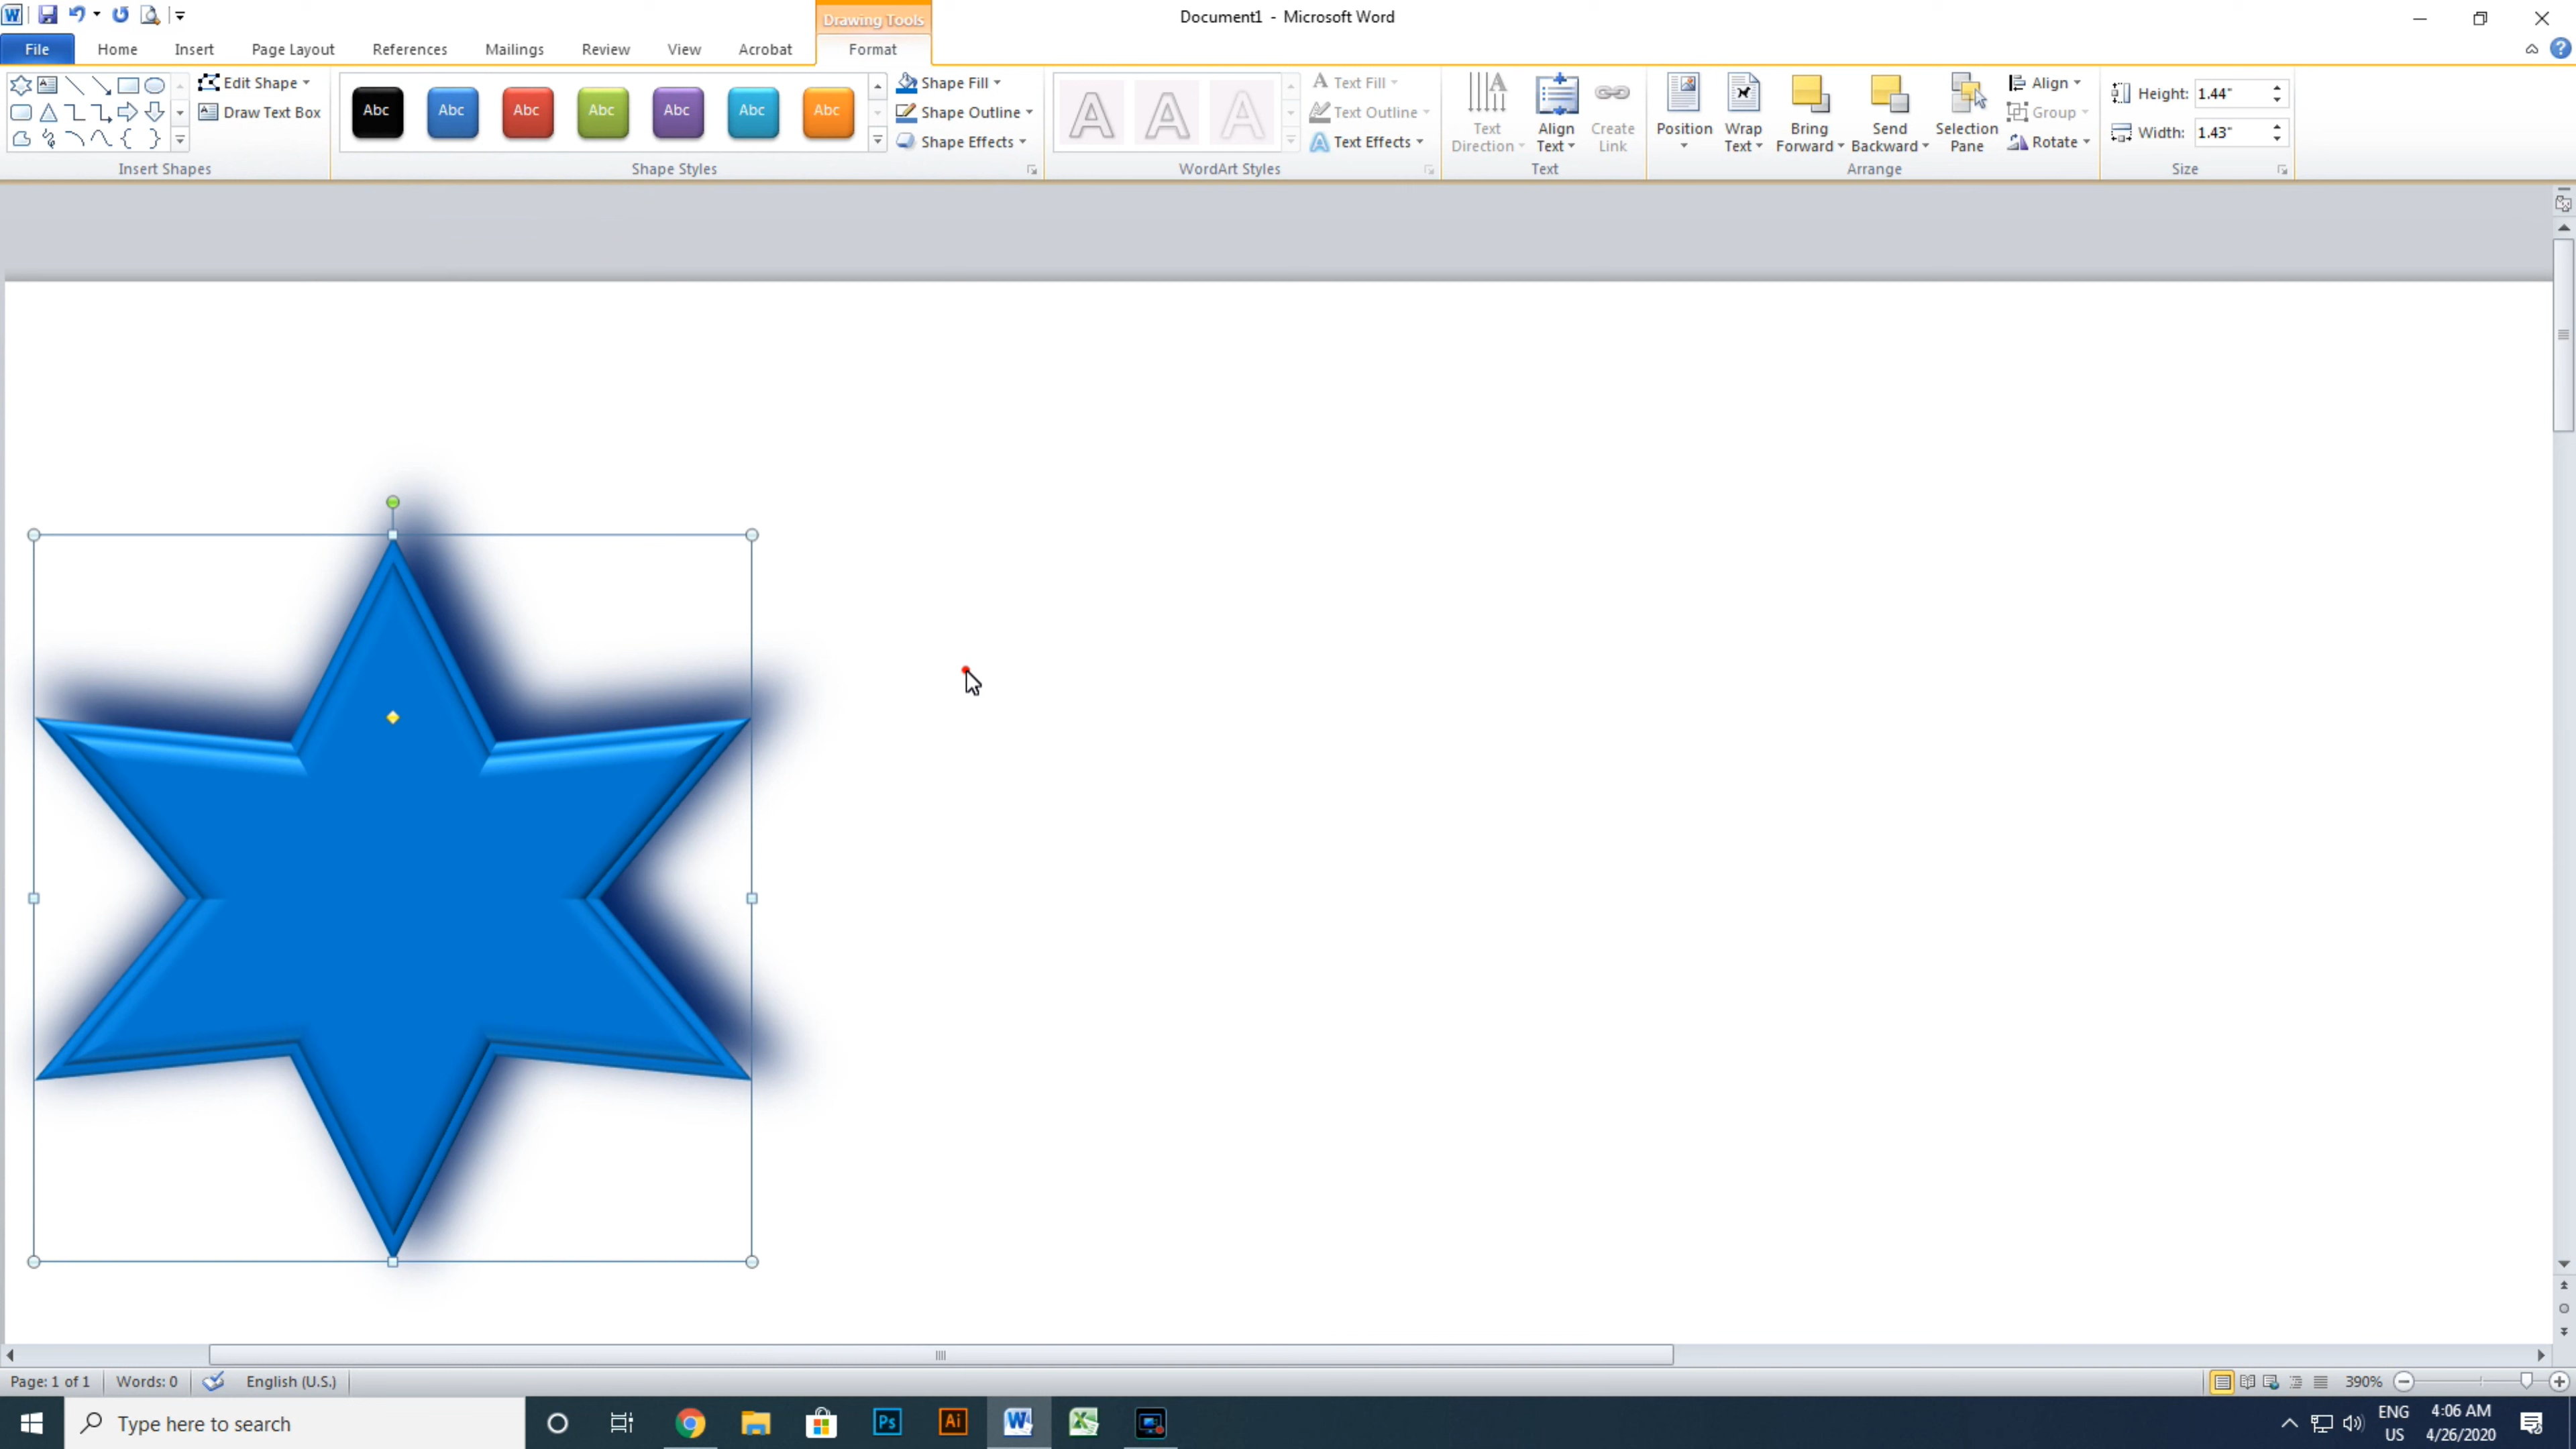 Drawing Tools
Document1 - Microsoft Word
File Home Insert Page Layout References Mailings Review View Acrobat Format
Edit Shape
Draw Text Box
Insert Shapes
Abc Abc Abc Abc Abc Abc Abc
Shape Styles
Shape Fill
Shape Outline
Shape Effects
A A A
WordArt Styles
Text Fill
Text Outline
Text Effects
Text Direction
Align Text
Create Link
Text
Position
Wrap Text
Bring Forward
Send Backward
Selection Pane
Align
Group
Rotate
Arrange
Height: 1.44"
Width: 1.43"
Size
Page: 1 of 1 Words: 0 English (U.S.) 390%
Type here to search
Ps Ai W
ENG
US
4:06 AM
4/26/2020